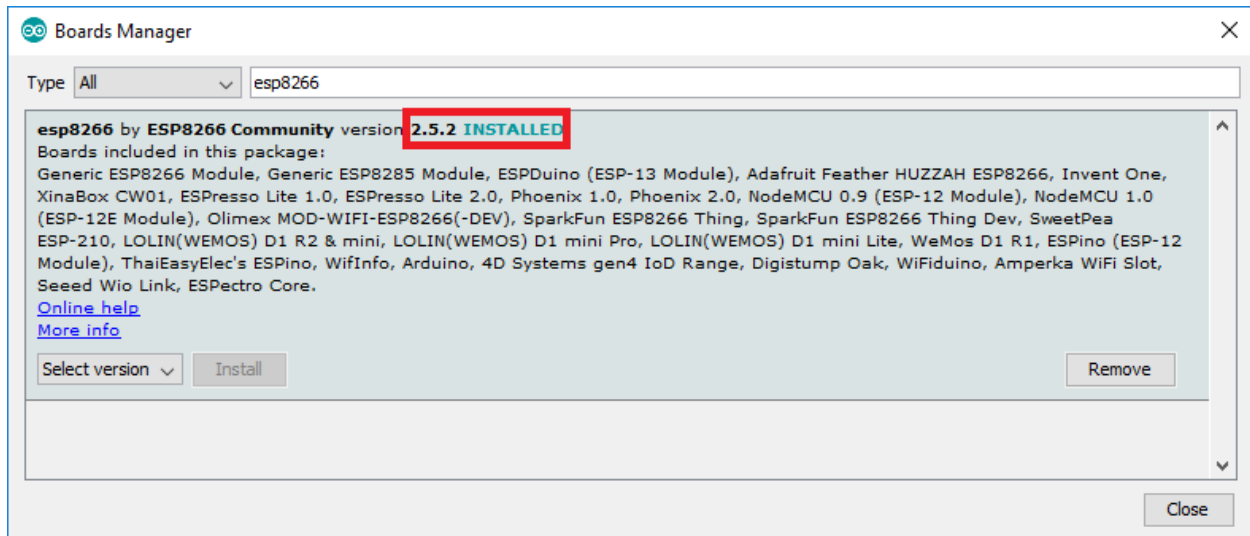 Boards Manager
Type All esp8266
esp8266 by ESP8266 Community version 2.5.2 INSTALLED
Boards included in this package:
Generic ESP8266 Module, Generic ESP8285 Module, ESPDuino (ESP-13 Module), Adafruit Feather HUZZAH ESP8266, Invent One,
XinaBox CW01, ESPresso Lite 1.0, ESPresso Lite 2.0, Phoenix 1.0, Phoenix 2.0, NodeMCU 0.9 (ESP-12 Module), NodeMCU 1.0
(ESP-12E Module), Olimex MOD-WIFI-ESP8266(-DEV), SparkFun ESP8266 Thing, SparkFun ESP8266 Thing Dev, SweetPea
ESP-210, LOLIN(WEMOS) D1 R2 & mini, LOLIN(WEMOS) D1 mini Pro, LOLIN(WEMOS) D1 mini Lite, WeMos D1 R1, ESPino (ESP-12
Module), ThaiEasyElec's ESPino, WifInfo, Arduino, 4D Systems gen4 IoD Range, Digistump Oak, WiFiduino, Amperka WiFi Slot,
Seeed Wio Link, ESPectro Core.
Online help
More info
Select version Install Remove
Close